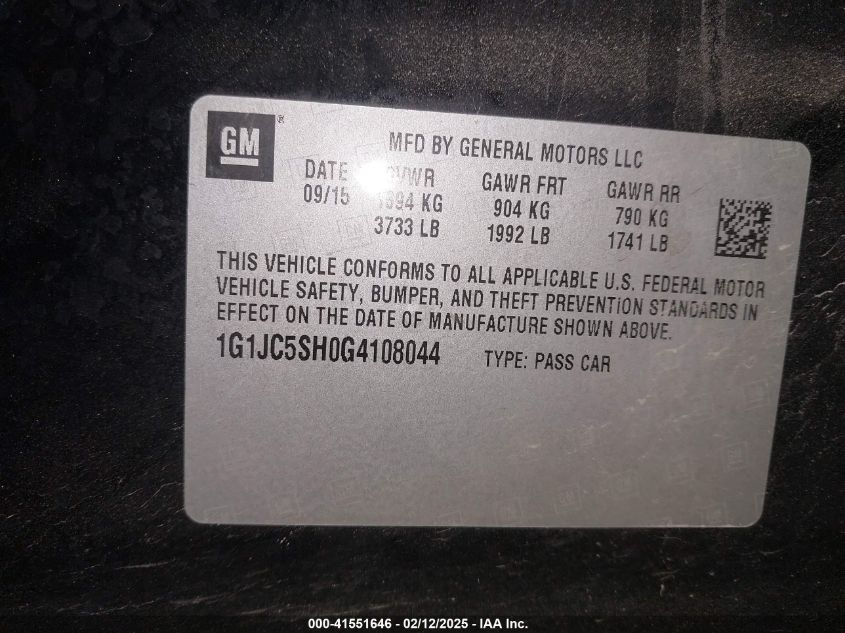 GM ®
MFD BY GENERAL MOTORS LLC
DATE GVWR GAWR FRT GAWR RR
09/15 1694 KG 904 KG 790 KG
3733 LB 1992 LB 1741 LB
THIS VEHICLE CONFORMS TO ALL APPLICABLE U.S. FEDERAL MOTOR
VEHICLE SAFETY, BUMPER, AND THEFT PREVENTION STANDARDS IN
EFFECT ON THE DATE OF MANUFACTURE SHOWN ABOVE.
1G1JC5SH0G4108044 TYPE: PASS CAR
000-41551646 - 02/12/2025 - IAA Inc.